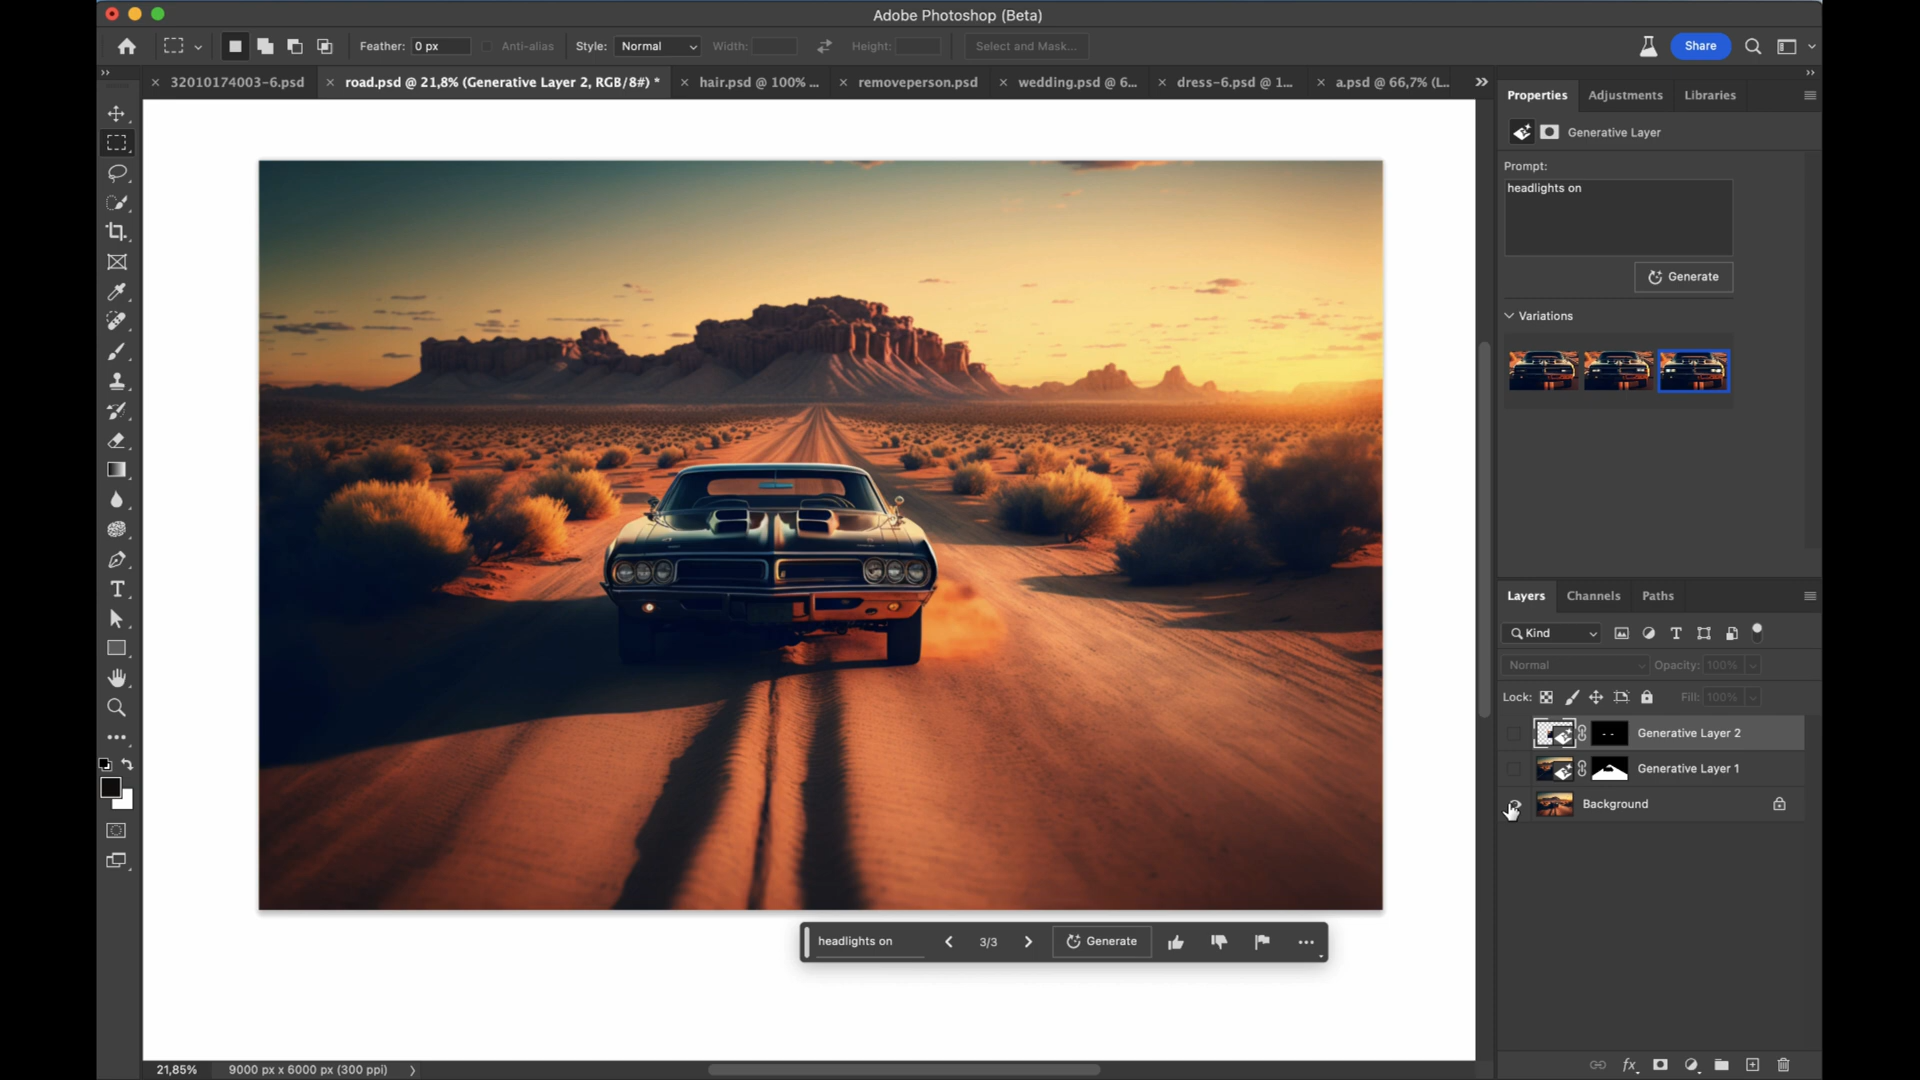 Adobe Photoshop (Beta)
Feather: 0 px Anti-alias Style: Normal Width: Height: Select and Mask... Share
32010174003-6.psd road.psd @ 21,8% (Generative Layer 2, RGB/8#) * hair.psd @ 100% ... removeperson.psd wedding.psd @ 6... dress-6.psd @ 1... a.psd @ 66,7% (L...
Properties Adjustments Libraries
Generative Layer
Prompt:
headlights on
Generate
Variations
Layers Channels Paths
Kind
Normal Opacity: 100%
Lock: Fill: 100%
Generative Layer 2
Generative Layer 1
Background
headlights on 3/3 Generate
21,85% 9000 px x 6000 px (300 ppi)